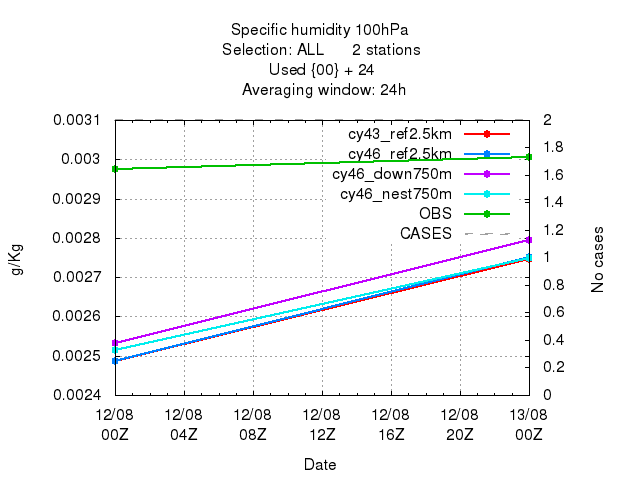 Specific humidity 100hPa
Selection: ALL 2 stations
Used {00} + 24
Averaging window: 24h
0.0031
0.003
0.0029
0.0028
0.0027
0.0026
0.0025
0.0024
g/Kg
cy43_ref2.5km
cy46_ref2.5km
cy46_down750m
cy46_nest750m
OBS
CASES
2
1.8
1.6
1.4
1.2
1
0.8
0.6
0.4
0.2
0
No cases
12/08 12/08 12/08 12/08 12/08 12/08 13/08
00Z 04Z 08Z 12Z 16Z 20Z 00Z
Date